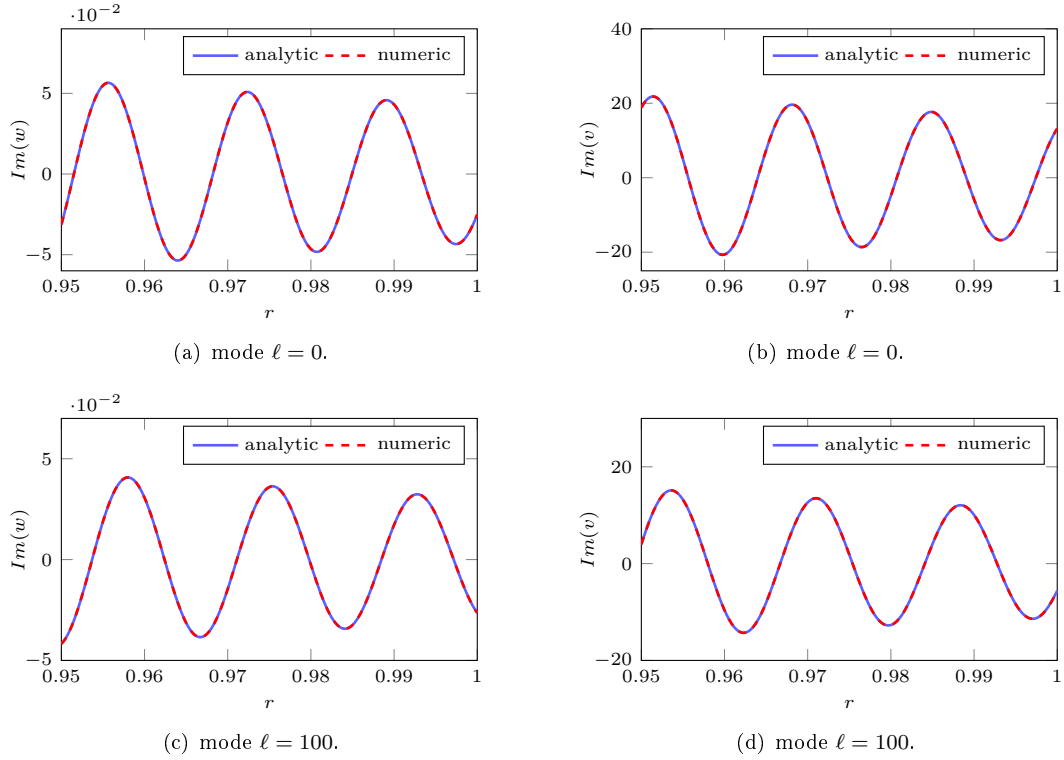 ·10⁻²
analytic numeric
5
0
−5
Im(w)
0.95 0.96 0.97 0.98 0.99 1
r
(a) mode ℓ = 0.
analytic numeric
40
20
0
−20
Im(v)
0.95 0.96 0.97 0.98 0.99 1
r
(b) mode ℓ = 0.
·10⁻²
analytic numeric
5
0
−5
Im(w)
0.95 0.96 0.97 0.98 0.99 1
r
(c) mode ℓ = 100.
analytic numeric
20
0
−20
Im(v)
0.95 0.96 0.97 0.98 0.99 1
r
(d) mode ℓ = 100.